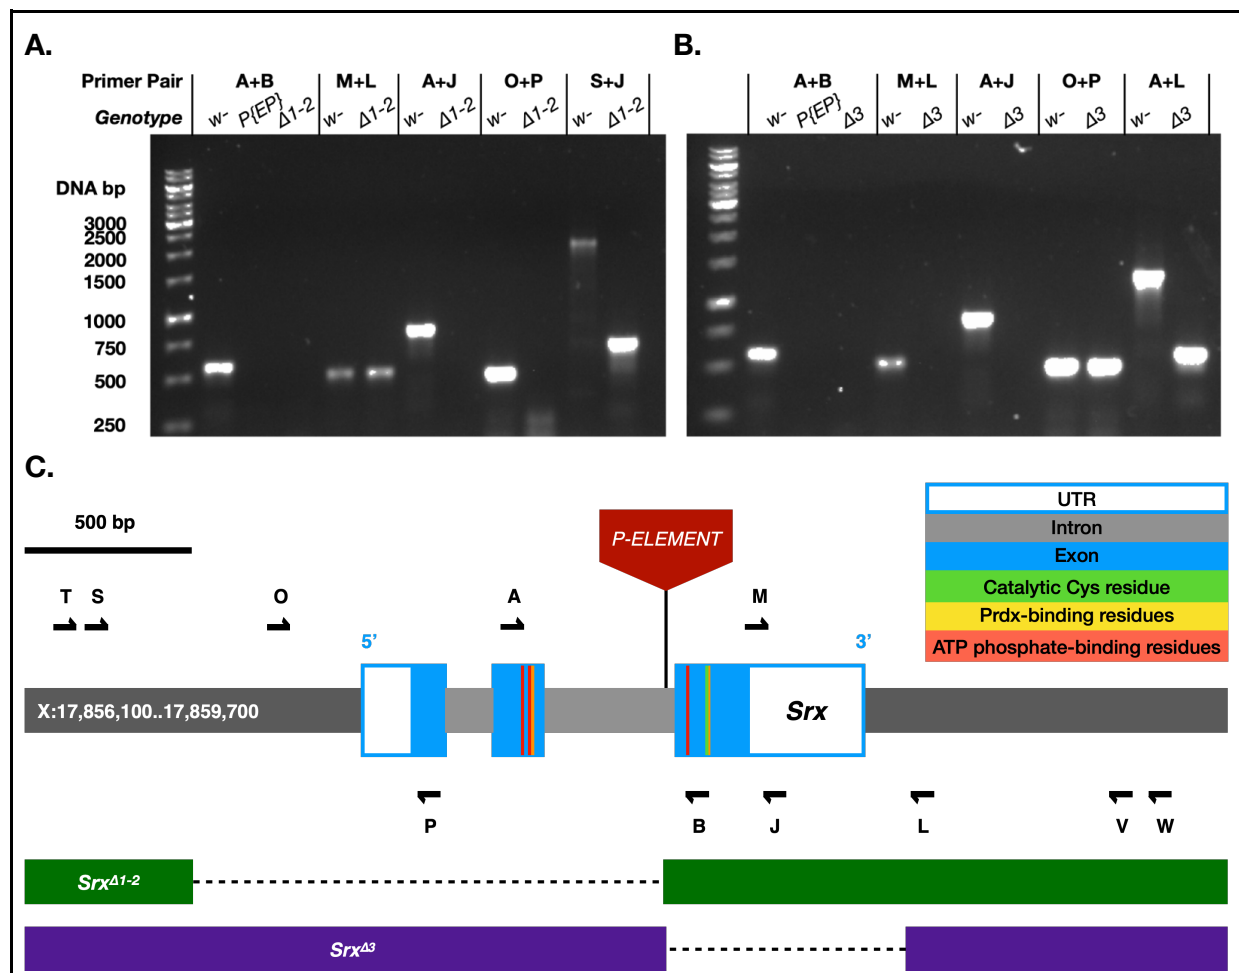 A.
B.
Primer Pair A+B M+L A+J O+P S+J
Genotype w- P{EP} Δ1-2 w- Δ1-2 w- Δ1-2 w- Δ1-2 w- Δ1-2
A+B M+L A+J O+P A+L
w- P{EP} Δ3 w- Δ3 w- Δ3 w- Δ3 w- Δ3
DNA bp
3000
2500
2000
1500
1000
750
500
250
C.
500 bp
P-ELEMENT
UTR
Intron
Exon
Catalytic Cys residue
Prdx-binding residues
ATP phosphate-binding residues
T S O A M
5’ 3’
X:17,856,100..17,859,700
Srx
P B J L V W
SrxΔ1-2
SrxΔ3